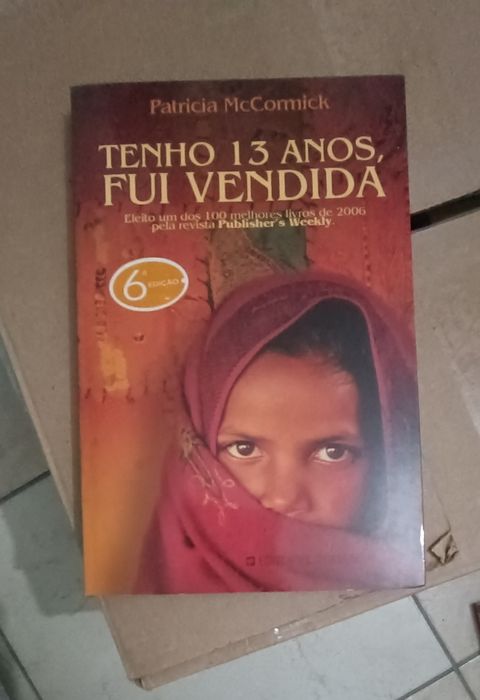 Patricia McCormick
TENHO 13 ANOS,
FUI VENDIDA
Eleito um dos 100 melhores livros de 2006
pela revista Publisher's Weekly.
6ª
EDIÇÃO